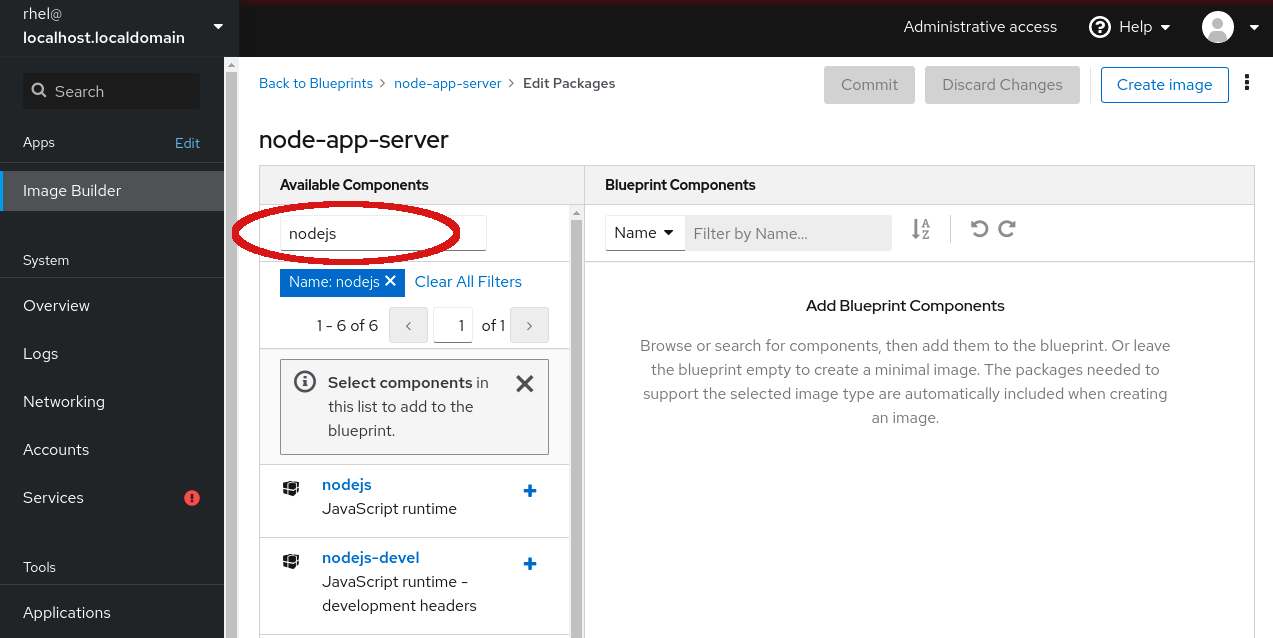 rhel@
localhost.localdomain
Administrative access
Help
Search
Apps
Edit
Image Builder
System
Overview
Logs
Networking
Accounts
Services
Tools
Applications
Back to Blueprints > node-app-server > Edit Packages
Commit
Discard Changes
Create image
node-app-server
Available Components
nodejs
Name: nodejs
Clear All Filters
1 - 6 of 6
1
of 1
Select components in
this list to add to the
blueprint.
nodejs
JavaScript runtime
nodejs-devel
JavaScript runtime -
development headers
Blueprint Components
Name
Filter by Name...
A
Z
Add Blueprint Components
Browse or search for components, then add them to the blueprint. Or leave
the blueprint empty to create a minimal image. The packages needed to
support the selected image type are automatically included when creating
an image.